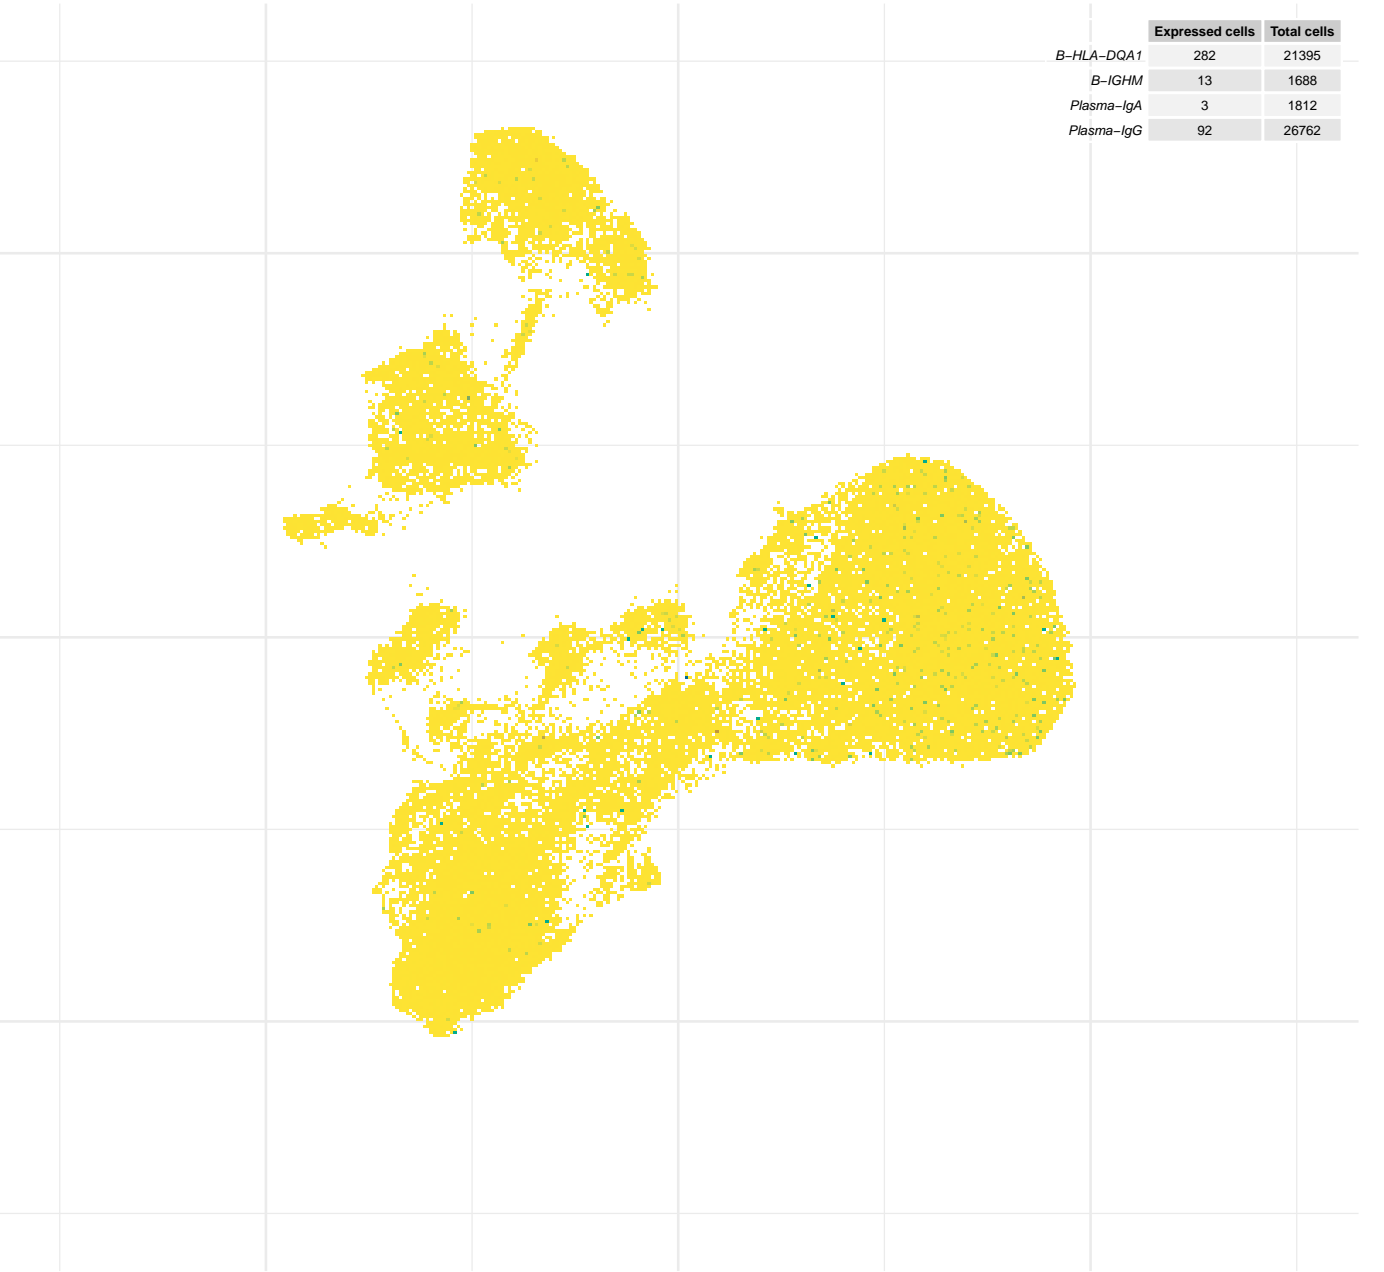 Expressed cells Total cells
B−HLA−DQA1 282 21395
B−IGHM 13 1688
Plasma−IgA 3 1812
Plasma−IgG 92 26762